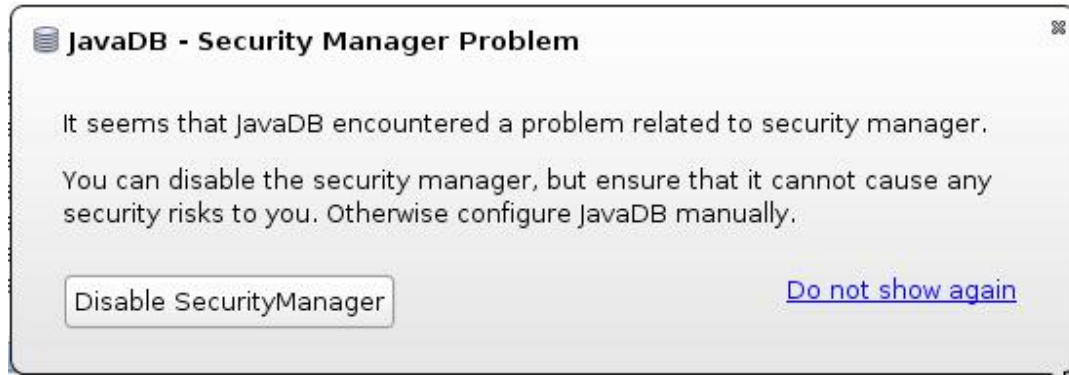 JavaDB - Security Manager Problem
It seems that JavaDB encountered a problem related to security manager.
You can disable the security manager, but ensure that it cannot cause any
security risks to you. Otherwise configure JavaDB manually.
Disable SecurityManager
Do not show again